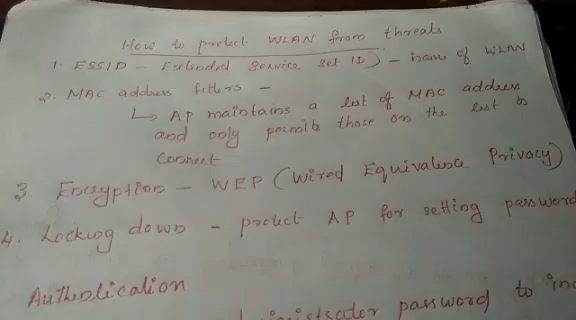 How to protect WLAN from threats
1. ESSID - Extended Service Set ID) - name of WLAN
2. MAC address filters -
↳ AP maintains a list of MAC address
and only permits those on the list to
connect
3 Encryption - WEP (Wired Equivalence Privacy)
4. Locking down - protect AP for setting password
Authentication
password to